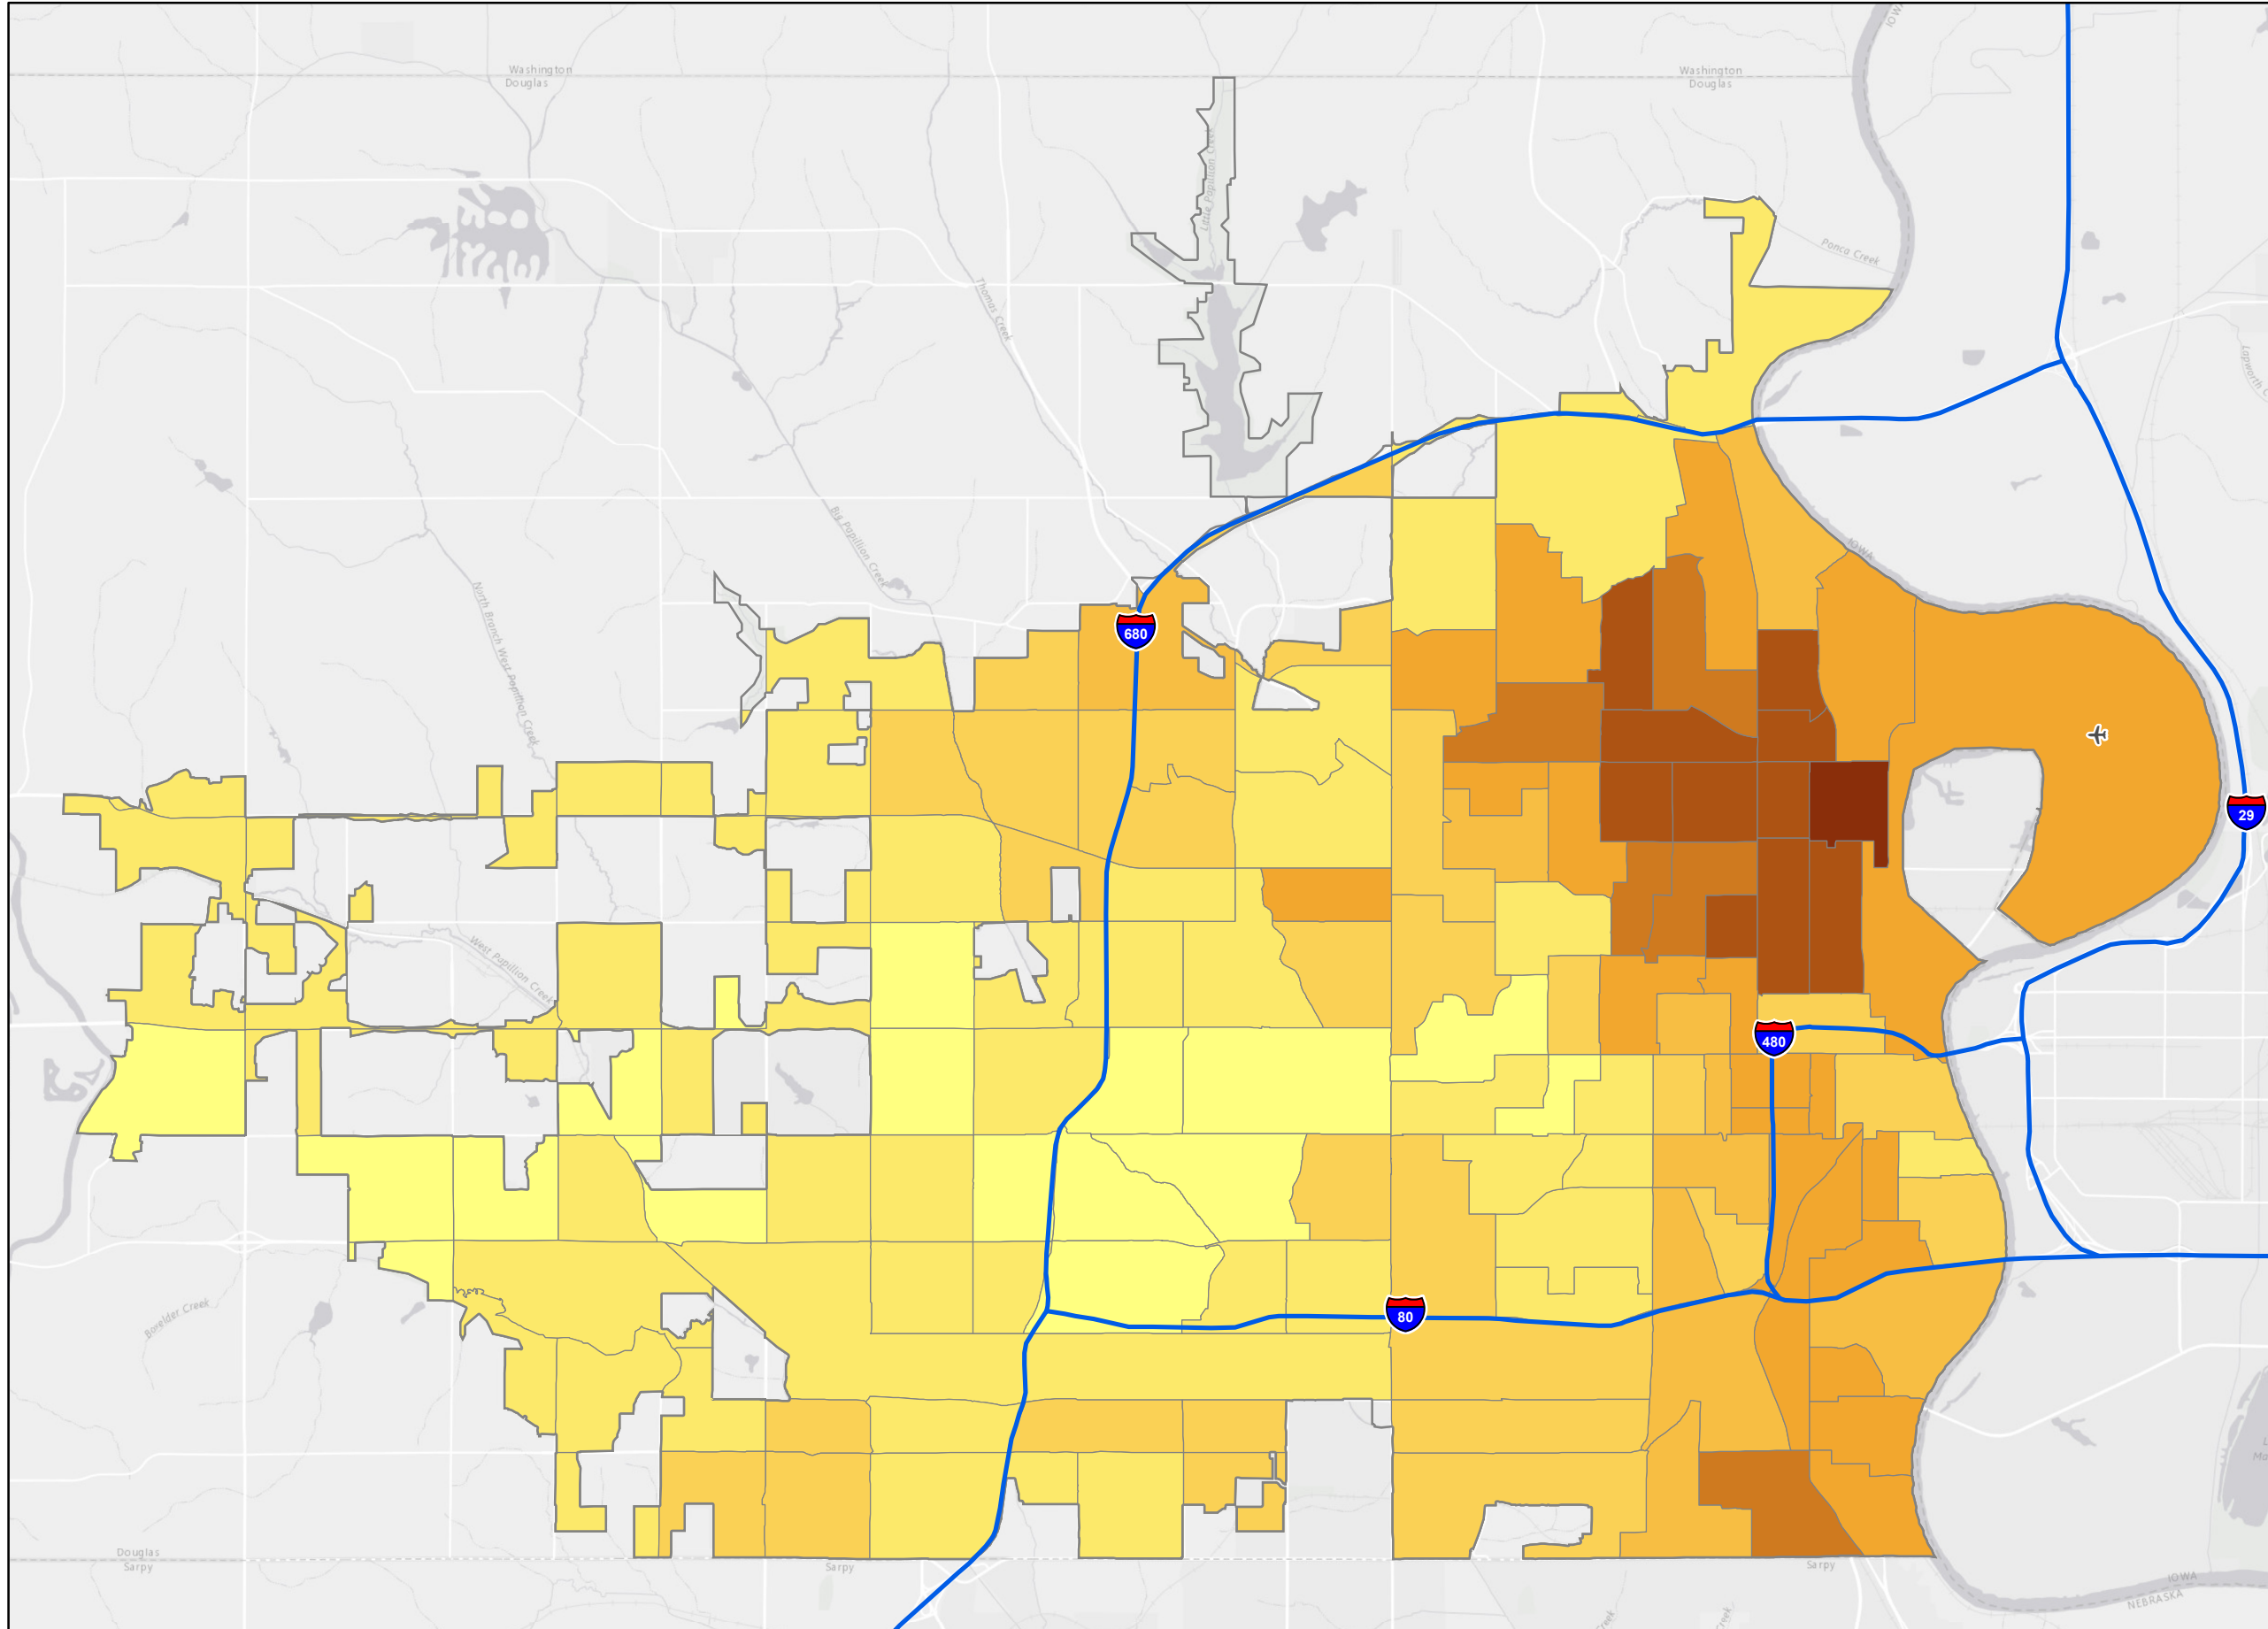 IOWA
Washington
Douglas
Washington
Douglas
Little Papillion Creek
Ponca Creek
Thomas Creek
Big Papillion Creek
IOWA
North Branch West Papillion Creek
680
29
West Papillion Creek
480
Boxelder Creek
80
Douglas
Sarpy
Sarpy
Sarpy
IOWA
NEBRASKA